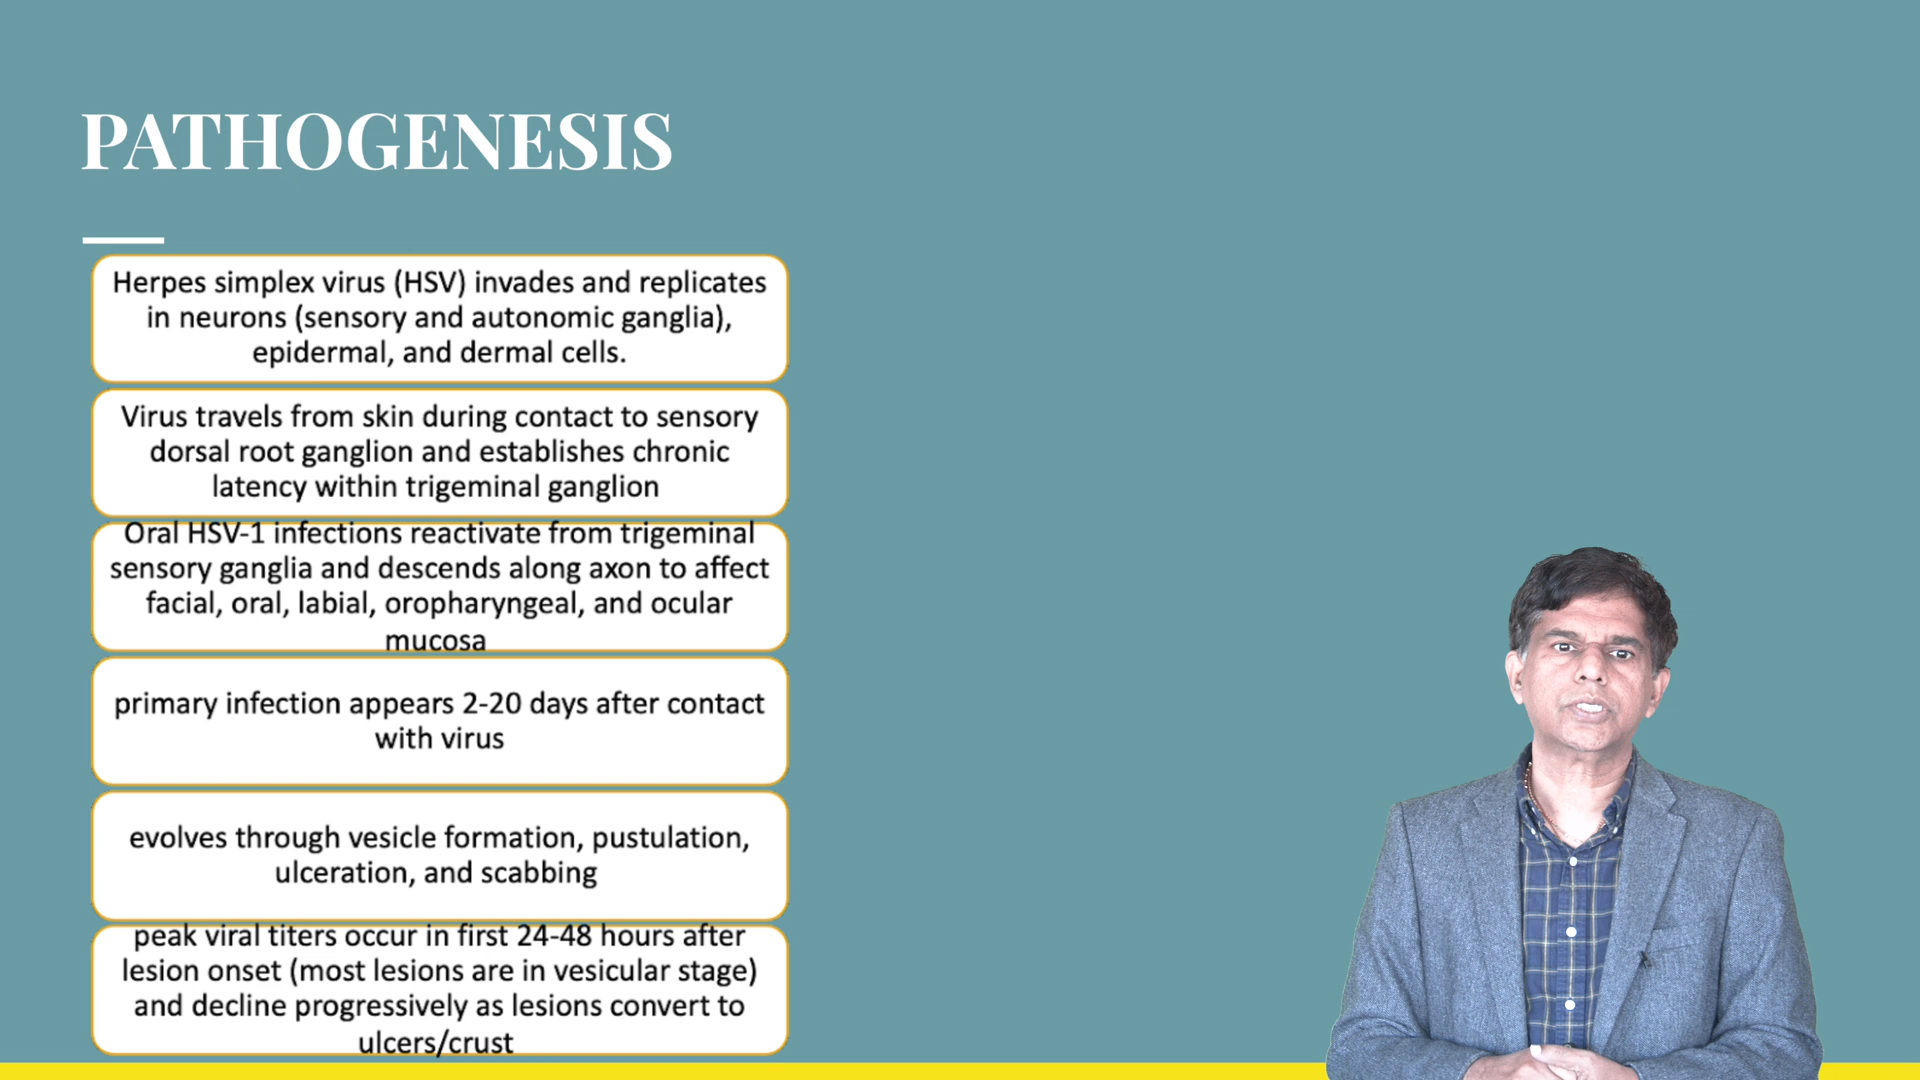 PATHOGENESIS
Herpes simplex virus (HSV) invades and replicates
in neurons (sensory and autonomic ganglia),
epidermal, and dermal cells.
Virus travels from skin during contact to sensory
dorsal root ganglion and establishes chronic
latency within trigeminal ganglion
Oral HSV-1 infections reactivate from trigeminal
sensory ganglia and descends along axon to affect
facial, oral, labial, oropharyngeal, and ocular
mucosa
primary infection appears 2-20 days after contact
with virus
evolves through vesicle formation, pustulation,
ulceration, and scabbing
peak viral titers occur in first 24-48 hours after
lesion onset (most lesions are in vesicular stage)
and decline progressively as lesions convert to
ulcers/crust